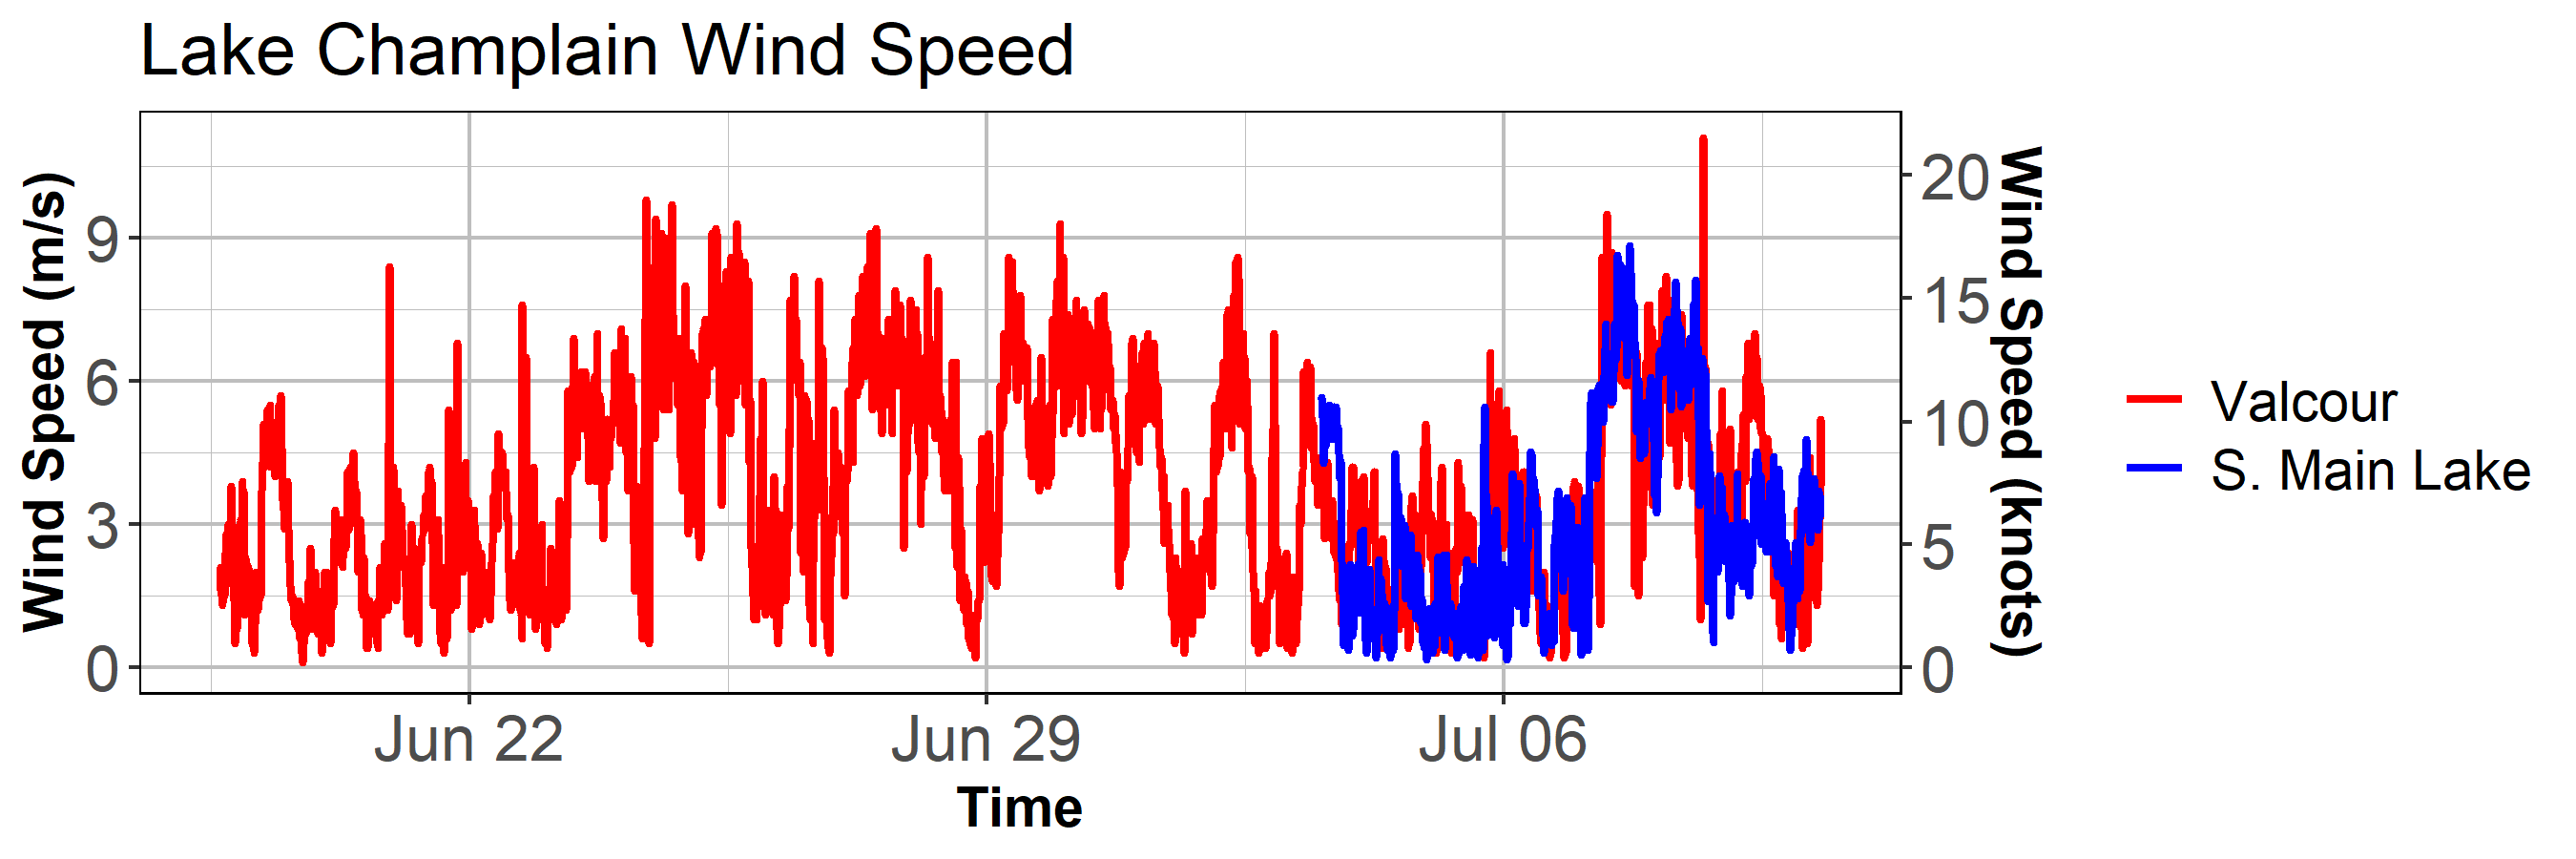 Lake Champlain Wind Speed
Wind Speed (m/s)
9
6
3
0
20
15
10
5
0
Wind Speed (knots)
Jun 22
Jun 29
Jul 06
Time
Valcour
S. Main Lake